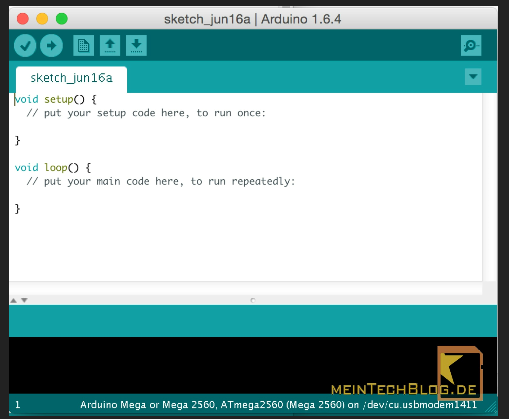 sketch_jun16a | Arduino 1.6.4
sketch_jun16a
void setup() {
  // put your setup code here, to run once:
}
void loop() {
  // put your main code here, to run repeatedly:
}
MEINTECHBLOG.DE
1 Arduino Mega or Mega 2560, ATmega2560 (Mega 2560) on /dev/cu.usbmodem1411